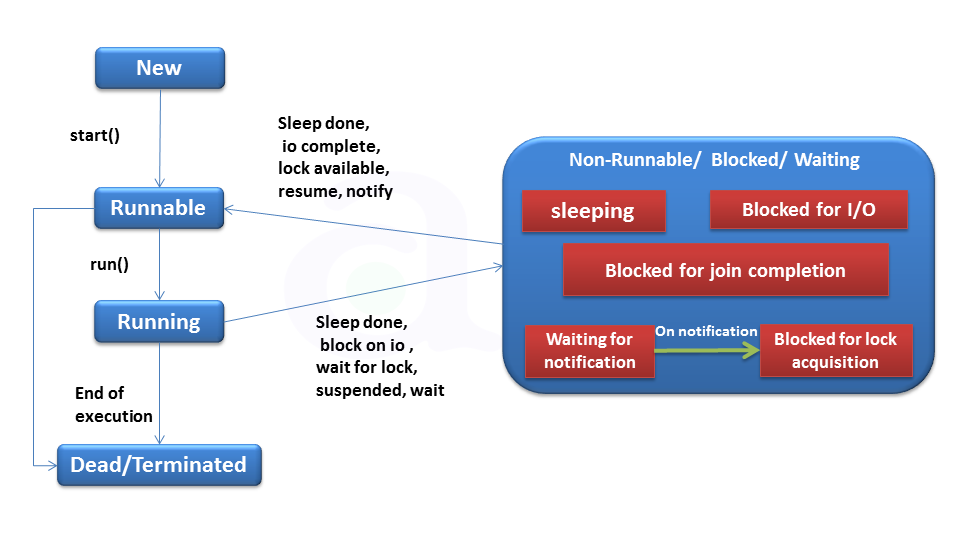 New
start()
Sleep done,
io complete,
lock available,
resume, notify
Runnable
run()
Running
Sleep done,
block on io ,
wait for lock,
suspended, wait
End of
execution
Dead/Terminated
Non-Runnable/ Blocked/ Waiting
sleeping
Blocked for I/O
Blocked for join completion
Waiting for
notification
On notification
Blocked for lock
acquisition